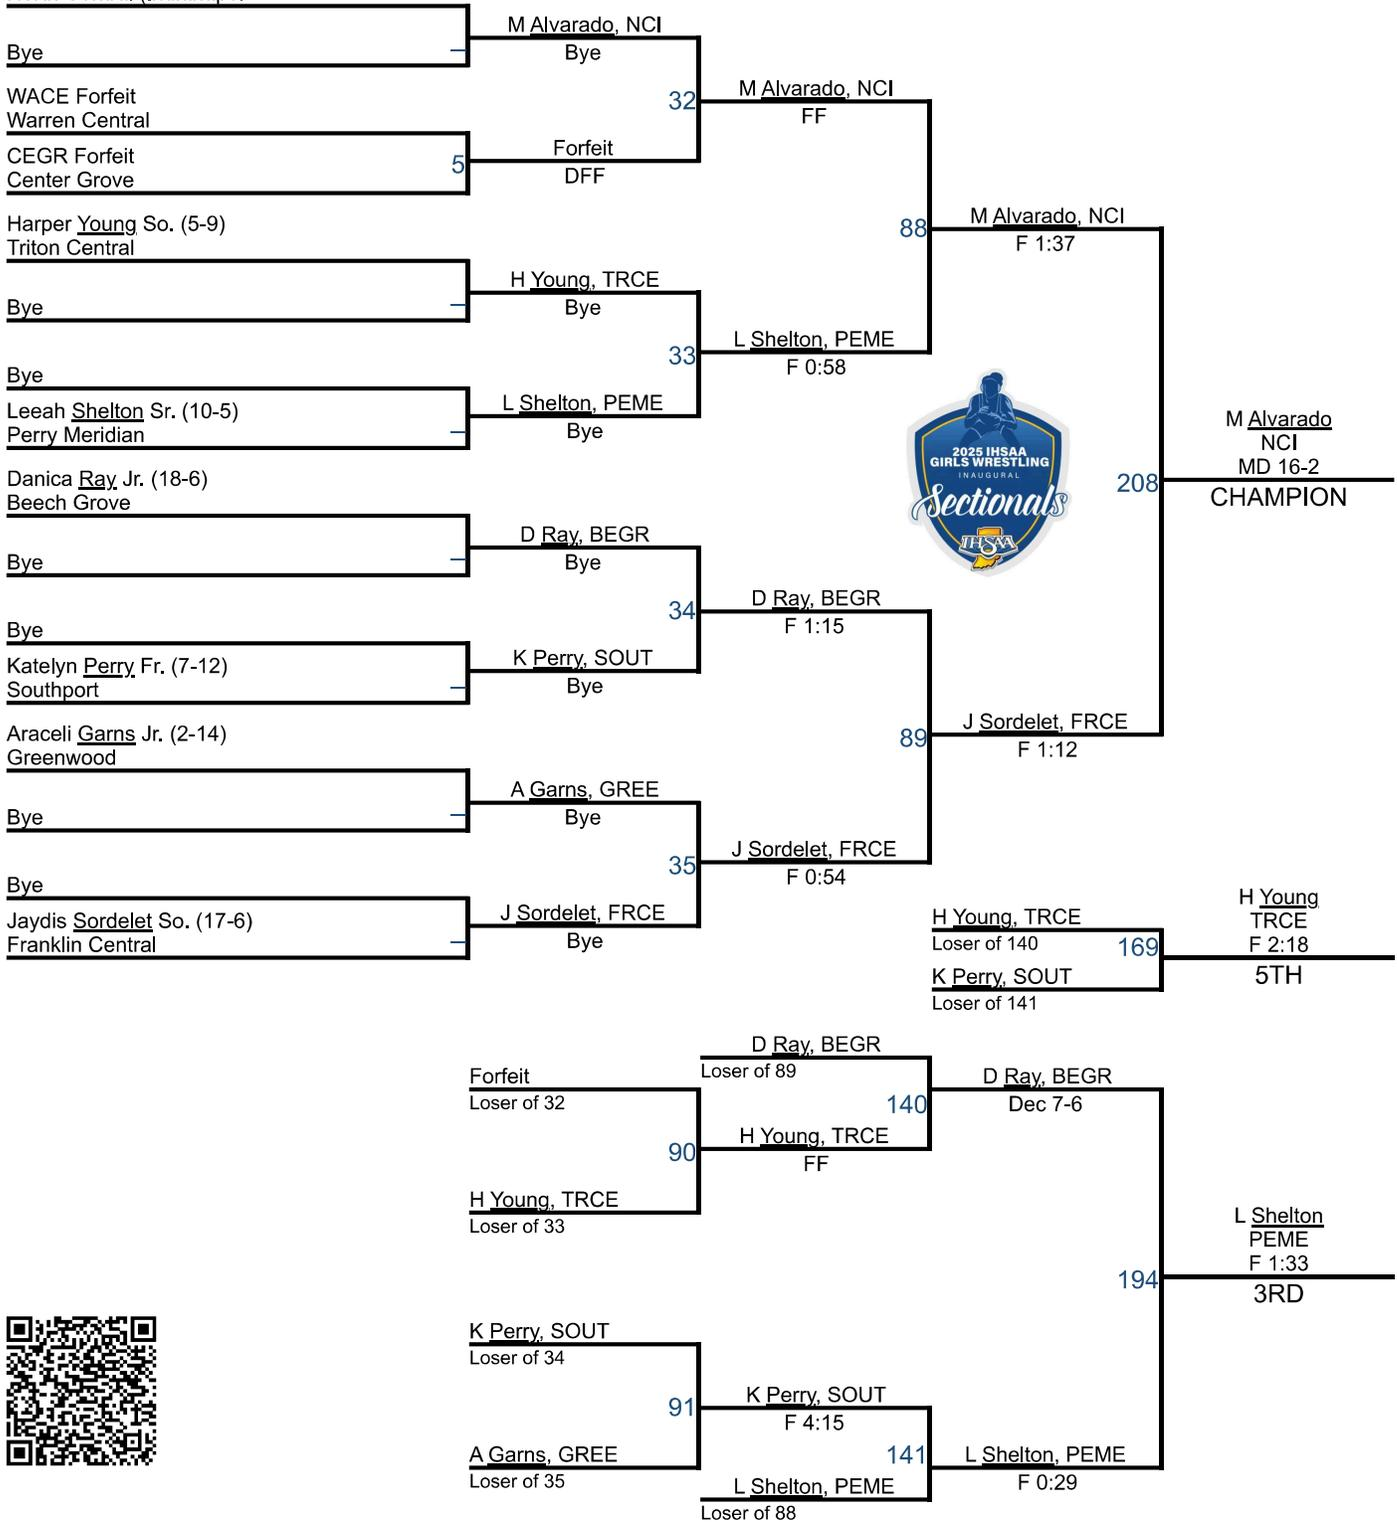 Bye
WACE Forfeit
Warren Central
CEGR Forfeit
Center Grove
Harper Young So. (5-9)
Triton Central
Bye
Bye
Leeah Shelton Sr. (10-5)
Perry Meridian
Danica Ray Jr. (18-6)
Beech Grove
Bye
Bye
Katelyn Perry Fr. (7-12)
Southport
Araceli Garns Jr. (2-14)
Greenwood
Bye
Bye
Jaydis Sordelet So. (17-6)
Franklin Central
5
M Alvarado, NCI
Bye
Forfeit
DFF
H Young, TRCE
Bye
L Shelton, PEME
Bye
D Ray, BEGR
Bye
K Perry, SOUT
Bye
A Garns, GREE
Bye
J Sordelet, FRCE
Bye
32
33
34
35
M Alvarado, NCI
FF
L Shelton, PEME
F 0:58
D Ray, BEGR
F 1:15
J Sordelet, FRCE
F 0:54
88
89
M Alvarado, NCI
F 1:37
J Sordelet, FRCE
F 1:12
2025 IHSAA
GIRLS WRESTLING
INAUGURAL
Sectionals
IHSAA
208
M Alvarado
NCI
MD 16-2
CHAMPION
H Young, TRCE
Loser of 140
K Perry, SOUT
Loser of 141
169
H Young
TRCE
F 2:18
5TH
Forfeit
Loser of 32
H Young, TRCE
Loser of 33
90
D Ray, BEGR
Loser of 89
H Young, TRCE
FF
140
D Ray, BEGR
Dec 7-6
K Perry, SOUT
Loser of 34
A Garns, GREE
Loser of 35
91
K Perry, SOUT
F 4:15
L Shelton, PEME
Loser of 88
141
L Shelton, PEME
F 0:29
194
L Shelton
PEME
F 1:33
3RD